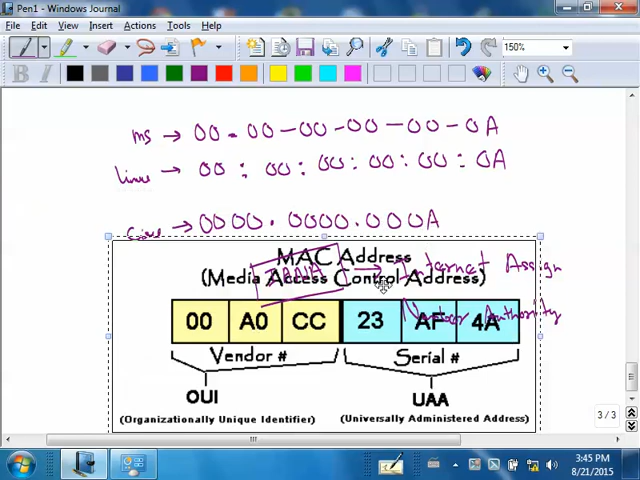 Pen1 - Windows Journal
File Edit View Insert Actions Tools Help
150%
B I
ms → 00 - 00 - 00 - 00 - 00 - 0A
Linux → 00 : 00 : 00 : 00 : 00 : 0A
Cisco → 0000 . 0000 . 000A
MAC Address
IANA → Internet Assign
(Media Access Control Address)
Number Authority
00 A0 CC 23 AF 4A
Vendor # Serial #
OUI UAA
(Organizationally Unique Identifier) (Universally Administered Address)
3 / 3
3:45 PM
8/21/2015